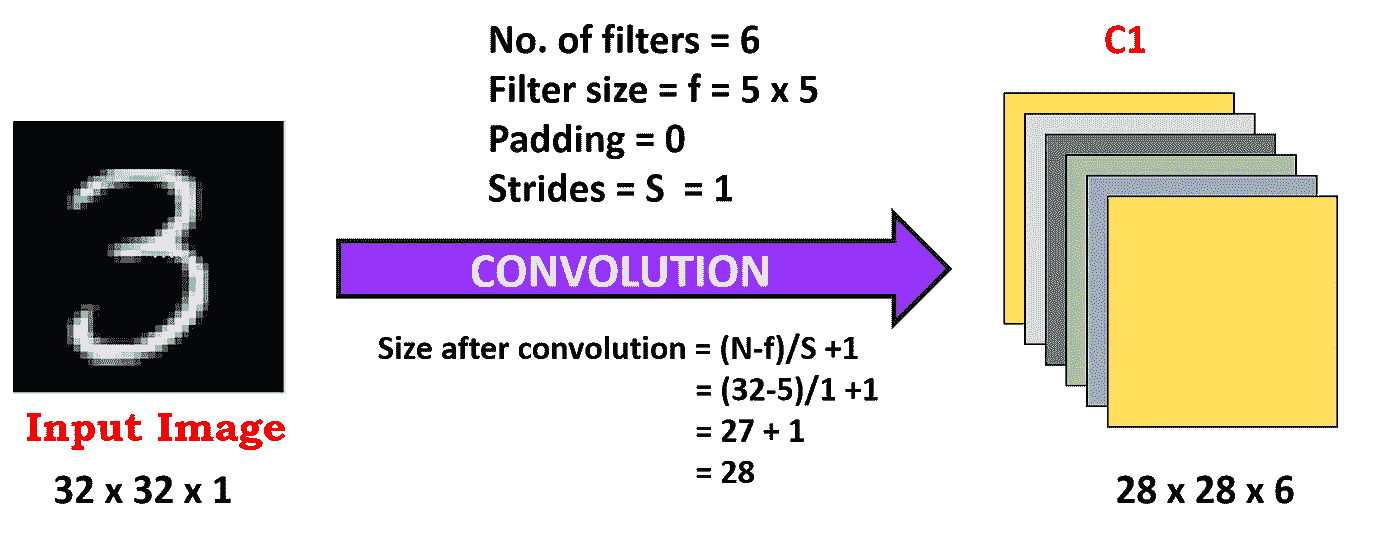 No. of filters = 6
Filter size = f = 5 x 5
Padding = 0
Strides = S  = 1
C1
CONVOLUTION
Size after convolution = (N-f)/S +1
= (32-5)/1 +1
= 27 + 1
= 28
Input Image
32 x 32 x 1
28 x 28 x 6